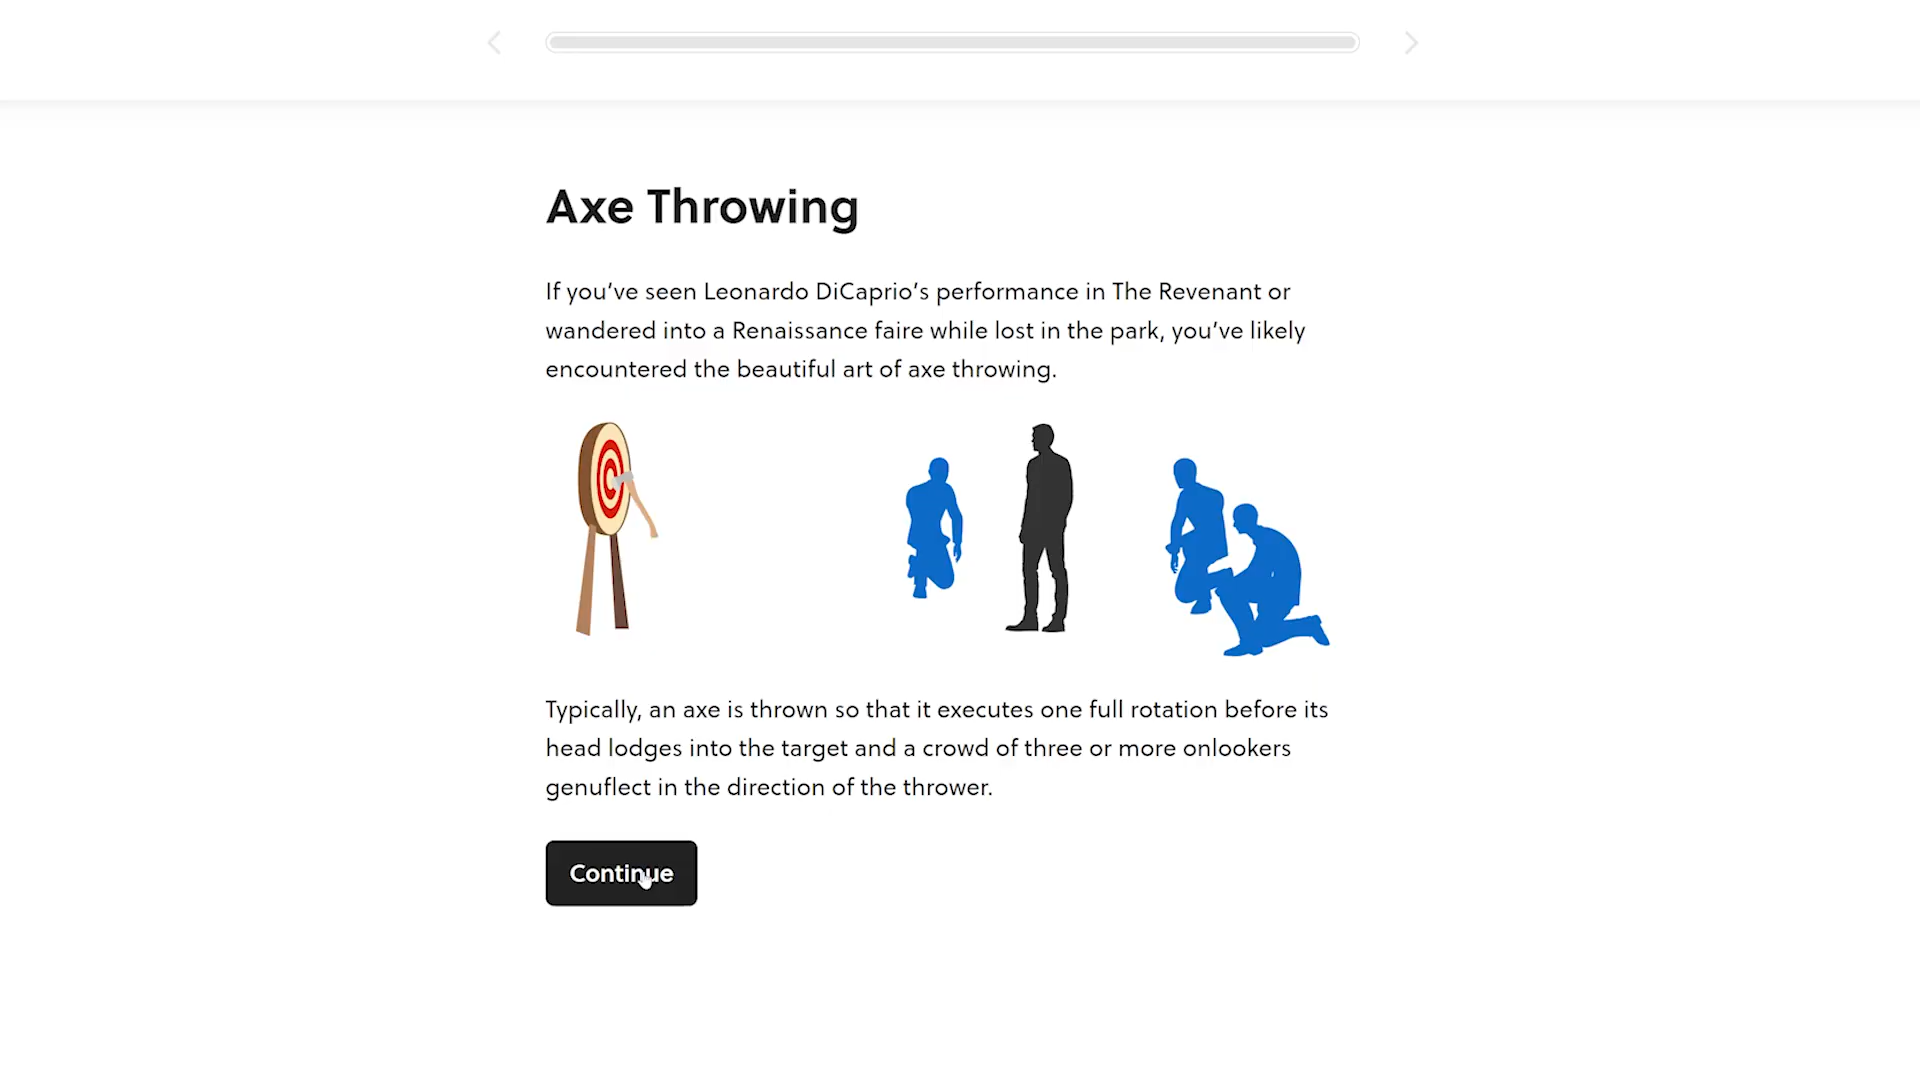 Axe Throwing
If you’ve seen Leonardo DiCaprio’s performance in The Revenant or
wandered into a Renaissance faire while lost in the park, you’ve likely
encountered the beautiful art of axe throwing.
Typically, an axe is thrown so that it executes one full rotation before its
head lodges into the target and a crowd of three or more onlookers
genuflect in the direction of the thrower.
Continue